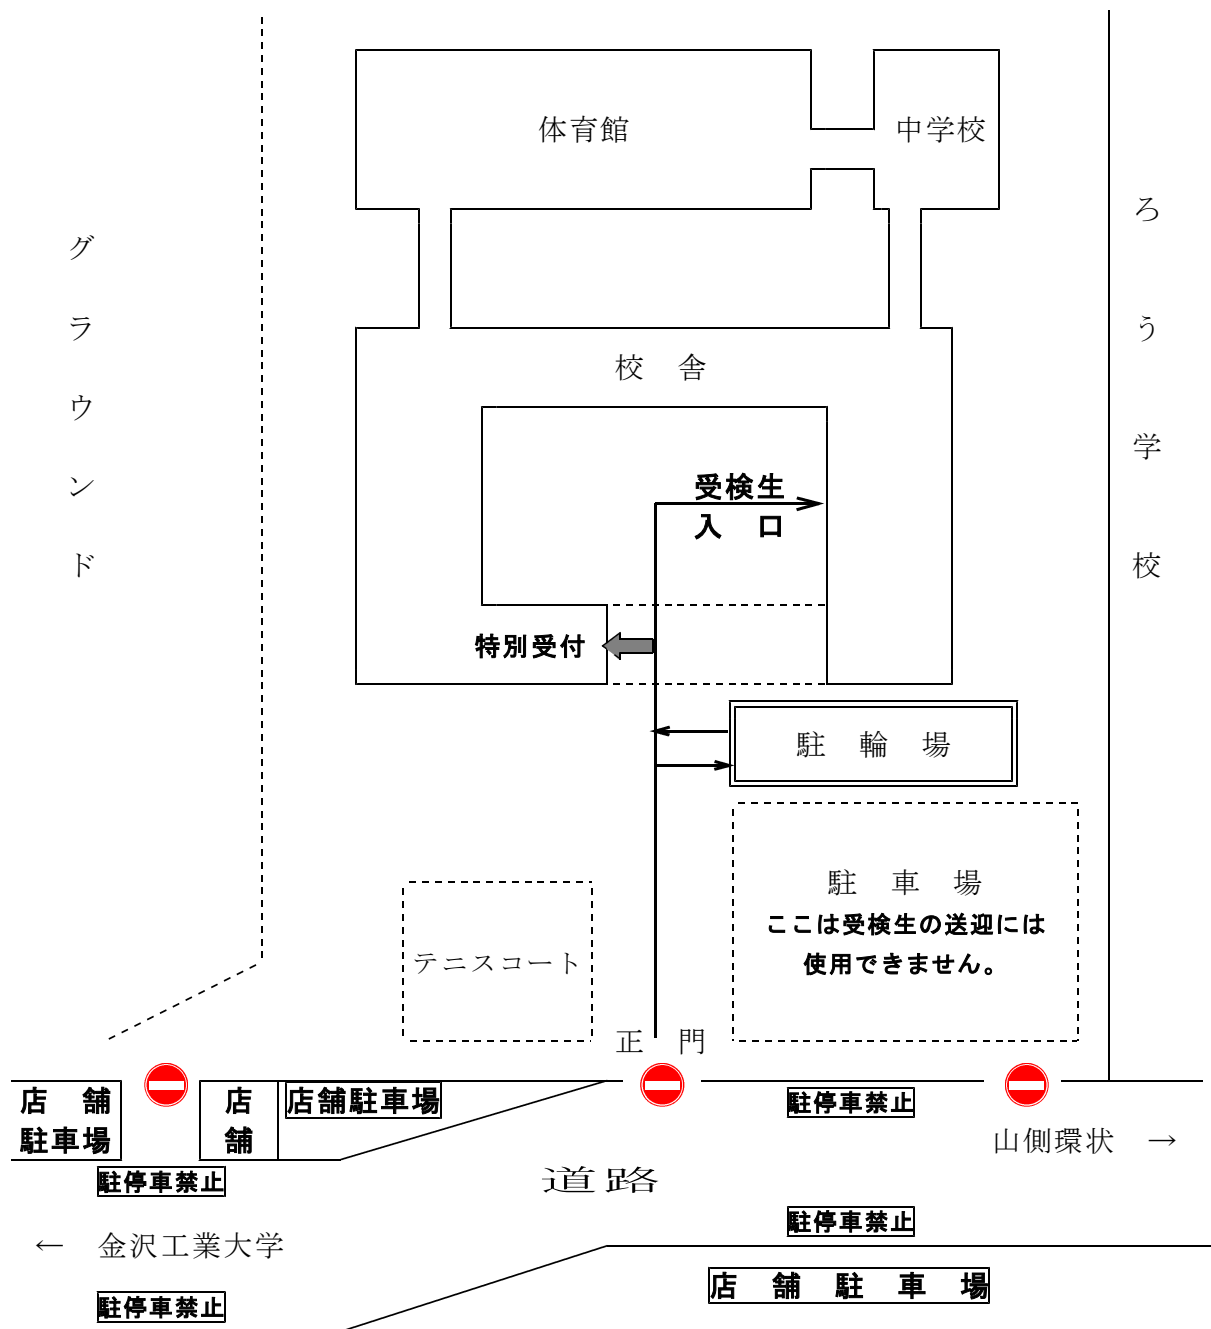 体育館
中学校
グラウンド
ろう学校
校　舎
受検生
入　口
特別受付
駐　輪　場
駐　車　場
ここは受検生の送迎には
使用できません。
テニスコート
正　門
店　舗
駐車場
店
舗
店舗駐車場
駐停車禁止
山側環状　→
駐停車禁止
道路
駐停車禁止
←　金沢工業大学
店　舗　駐　車　場
駐停車禁止